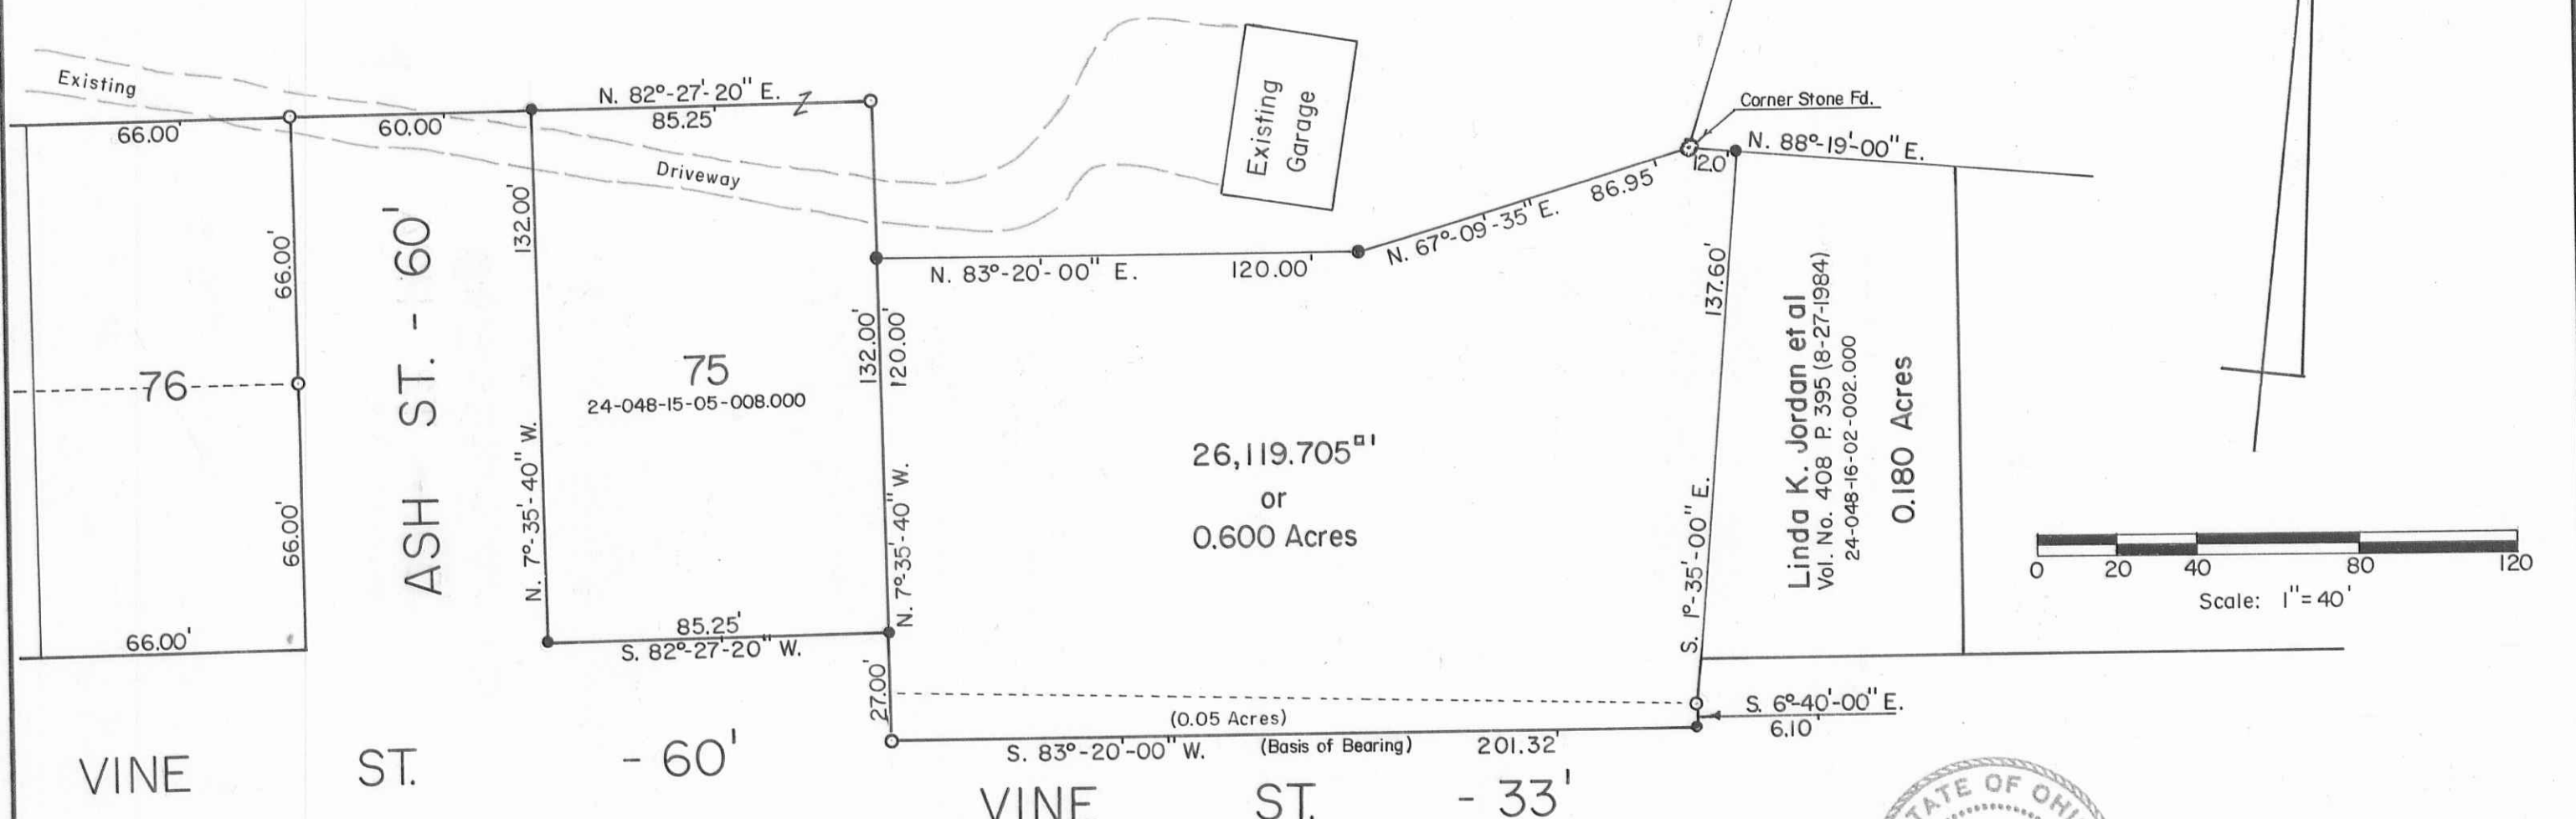 Existing
66.00'
60.00'
N. 82°-27'-20" E.
85.25'
Z
Driveway
Existing
Garage
Corner Stone Fd.
N. 88°-19'-00" E.
12.0'
86.95'
N. 67°-09'-35" E.
N. 83°-20'-00" E.
120.00'
66.00'
ASH ST. - 60'
132.00'
N. 7°-35'-40" W.
132.00'
120.00'
N. 7°-35'-40" W.
137.60'
S. 1°-35'-00" E.
76
75
24-048-15-05-008.000
26,119.705▫'
or
0.600 Acres
Linda K. Jordan et al
Vol. No. 408 P. 395 (8-27-1984)
24-048-16-02-002.000
0.180 Acres
0 20 40 80 120
Scale: 1"=40'
66.00'
66.00'
85.25'
S. 82°-27'-20" W.
27.00'
(0.05 Acres)
S. 83°-20'-00" W. (Basis of Bearing) 201.32'
S. 6°-40'-00" E.
6.10'
VINE ST. - 60'
VINE ST. - 33'
STATE OF OHI